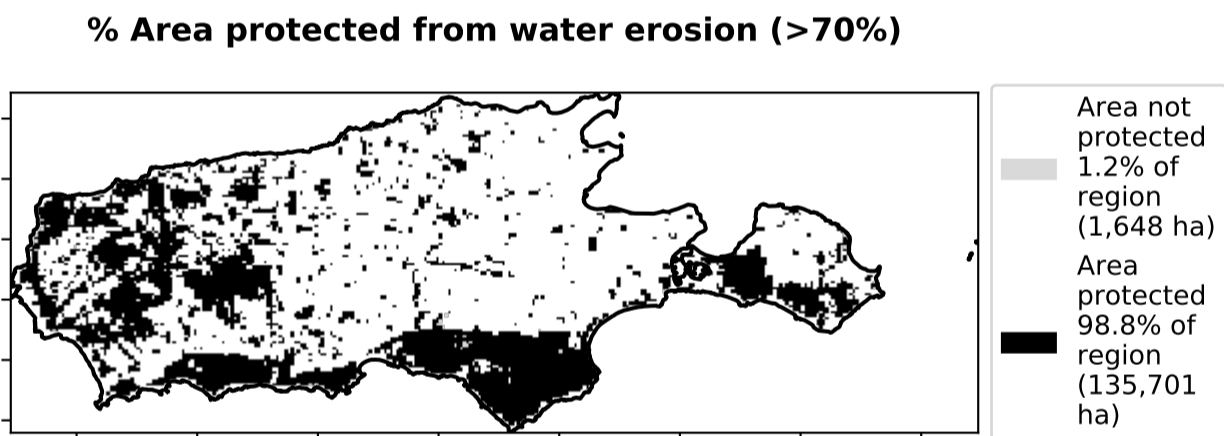 % Area protected from water erosion (>70%)
Area not
protected
1.2% of
region
(1,648 ha)
Area
protected
98.8% of
region
(135,701
ha)